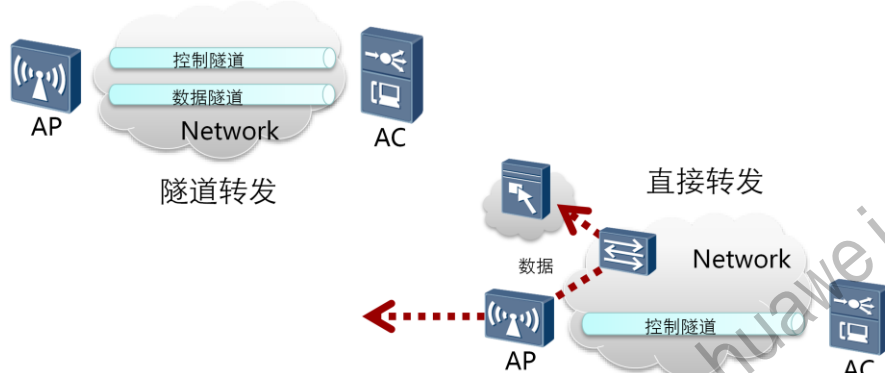 控制隧道
数据隧道
AP
Network
AC
隧道转发
直接转发
数据
Network
控制隧道
AP
AC
huawei